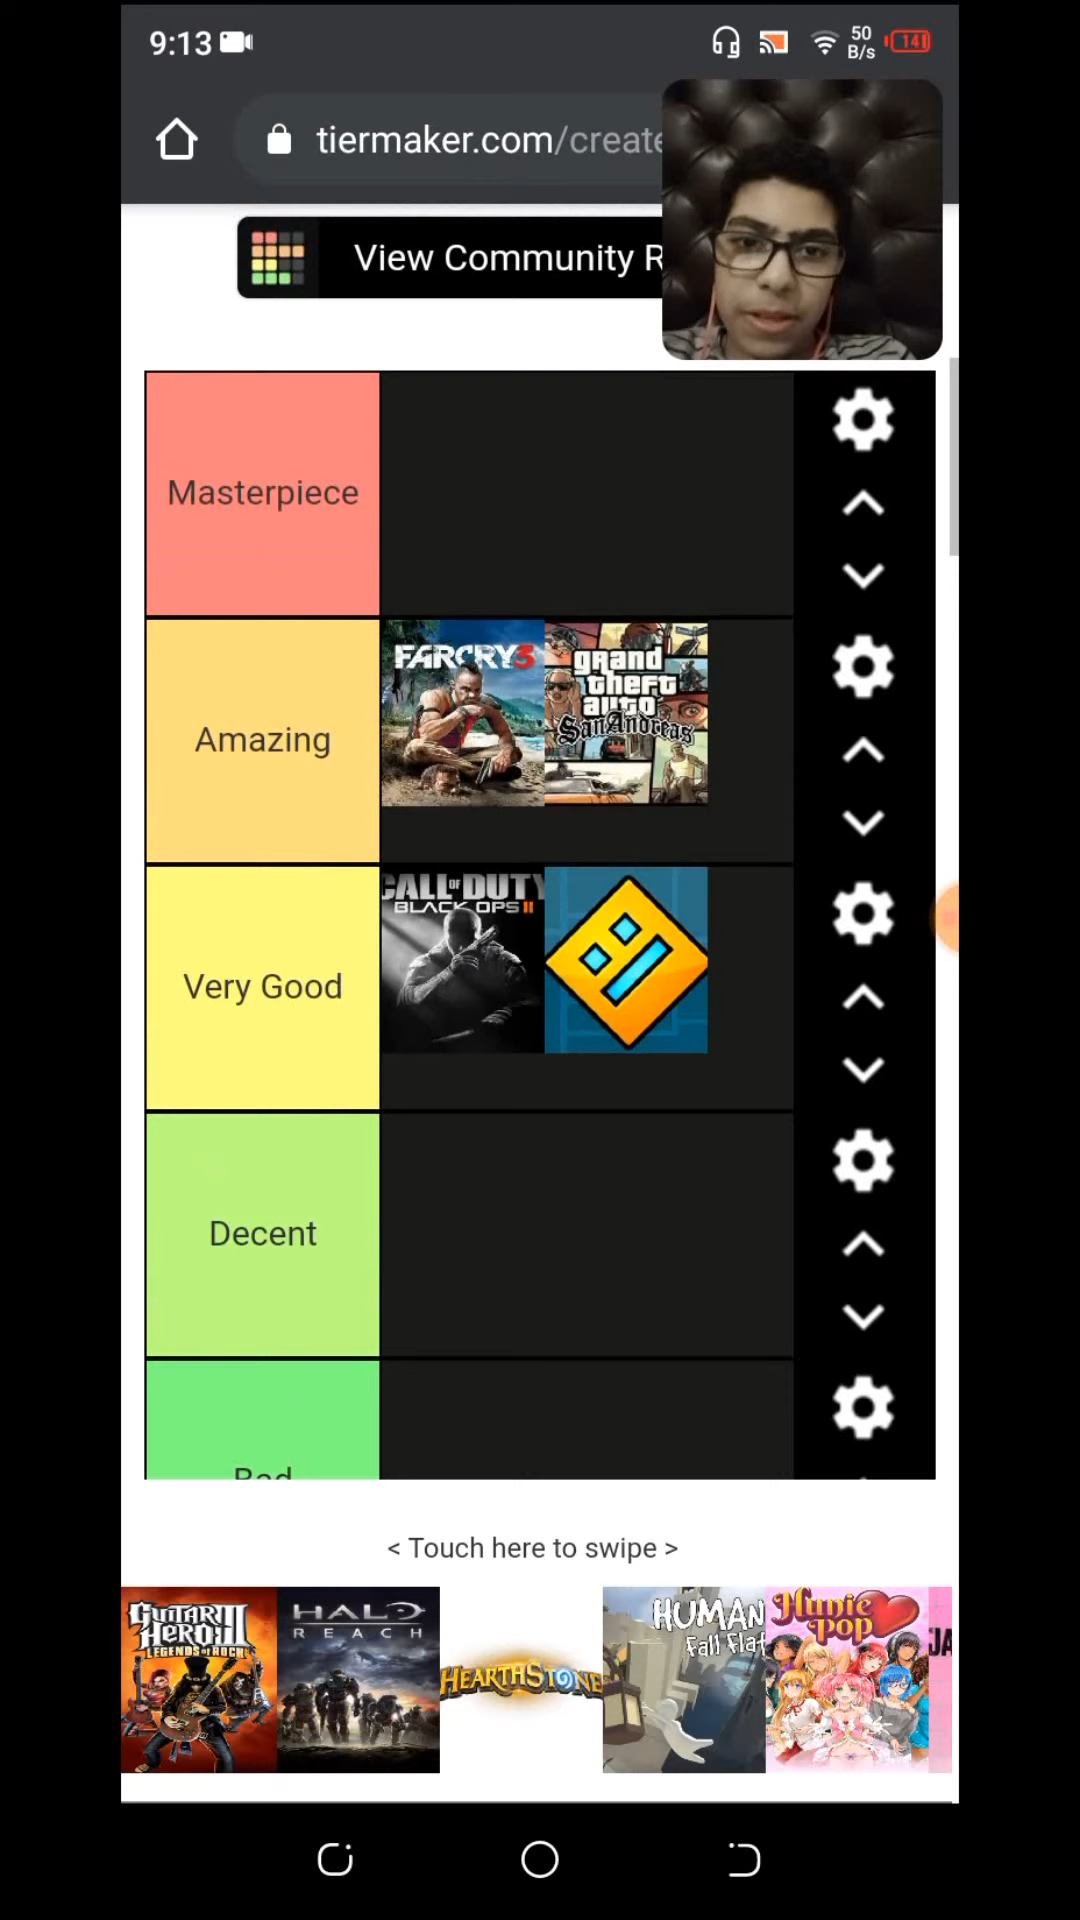 9:13
50
B/s
14
tiermaker.com/create
View Community R
Masterpiece
FARCRY3
grand
theft
auto
San Andreas
Amazing
CALL OF DUTY
BLACK OPS II
Very Good
Decent
Bad
< Touch here to swipe >
GUITAR
HERO III
LEGENDS OF ROCK
HALO
REACH
HEARTHSTONE
HUMAN
Fall Flat
Hunie
pop
JA